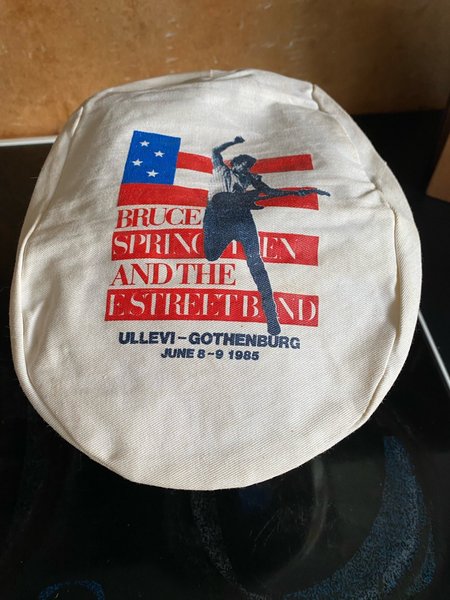 BRUCE
SPRINGSTEEN
AND THE
E STREET BAND
ULLEVI-GOTHENBURG
JUNE 8-9 1985